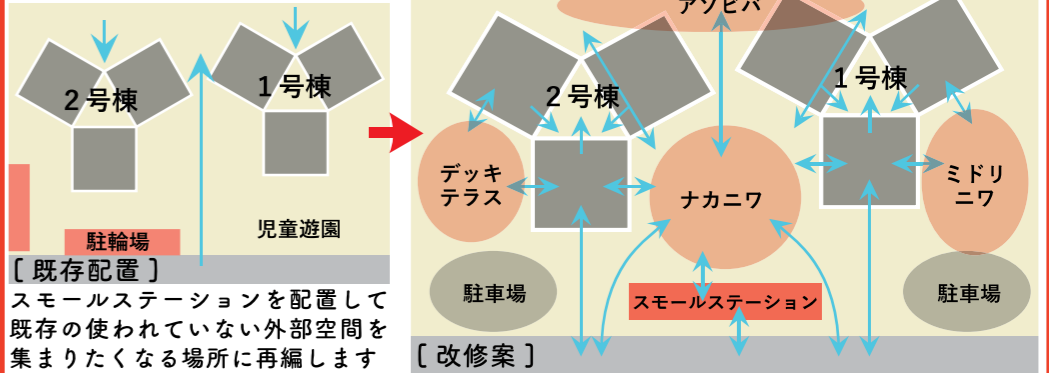 2号棟
1号棟
駐輪場
児童遊園
[既存配置]
スモールステーションを配置して
既存の使われていない外部空間を
集まりたくなる場所に再編します
アソビバ
2号棟
1号棟
デッキ
テラス
ナカニワ
ミドリ
ニワ
駐車場
スモールステーション
駐車場
[改修案]